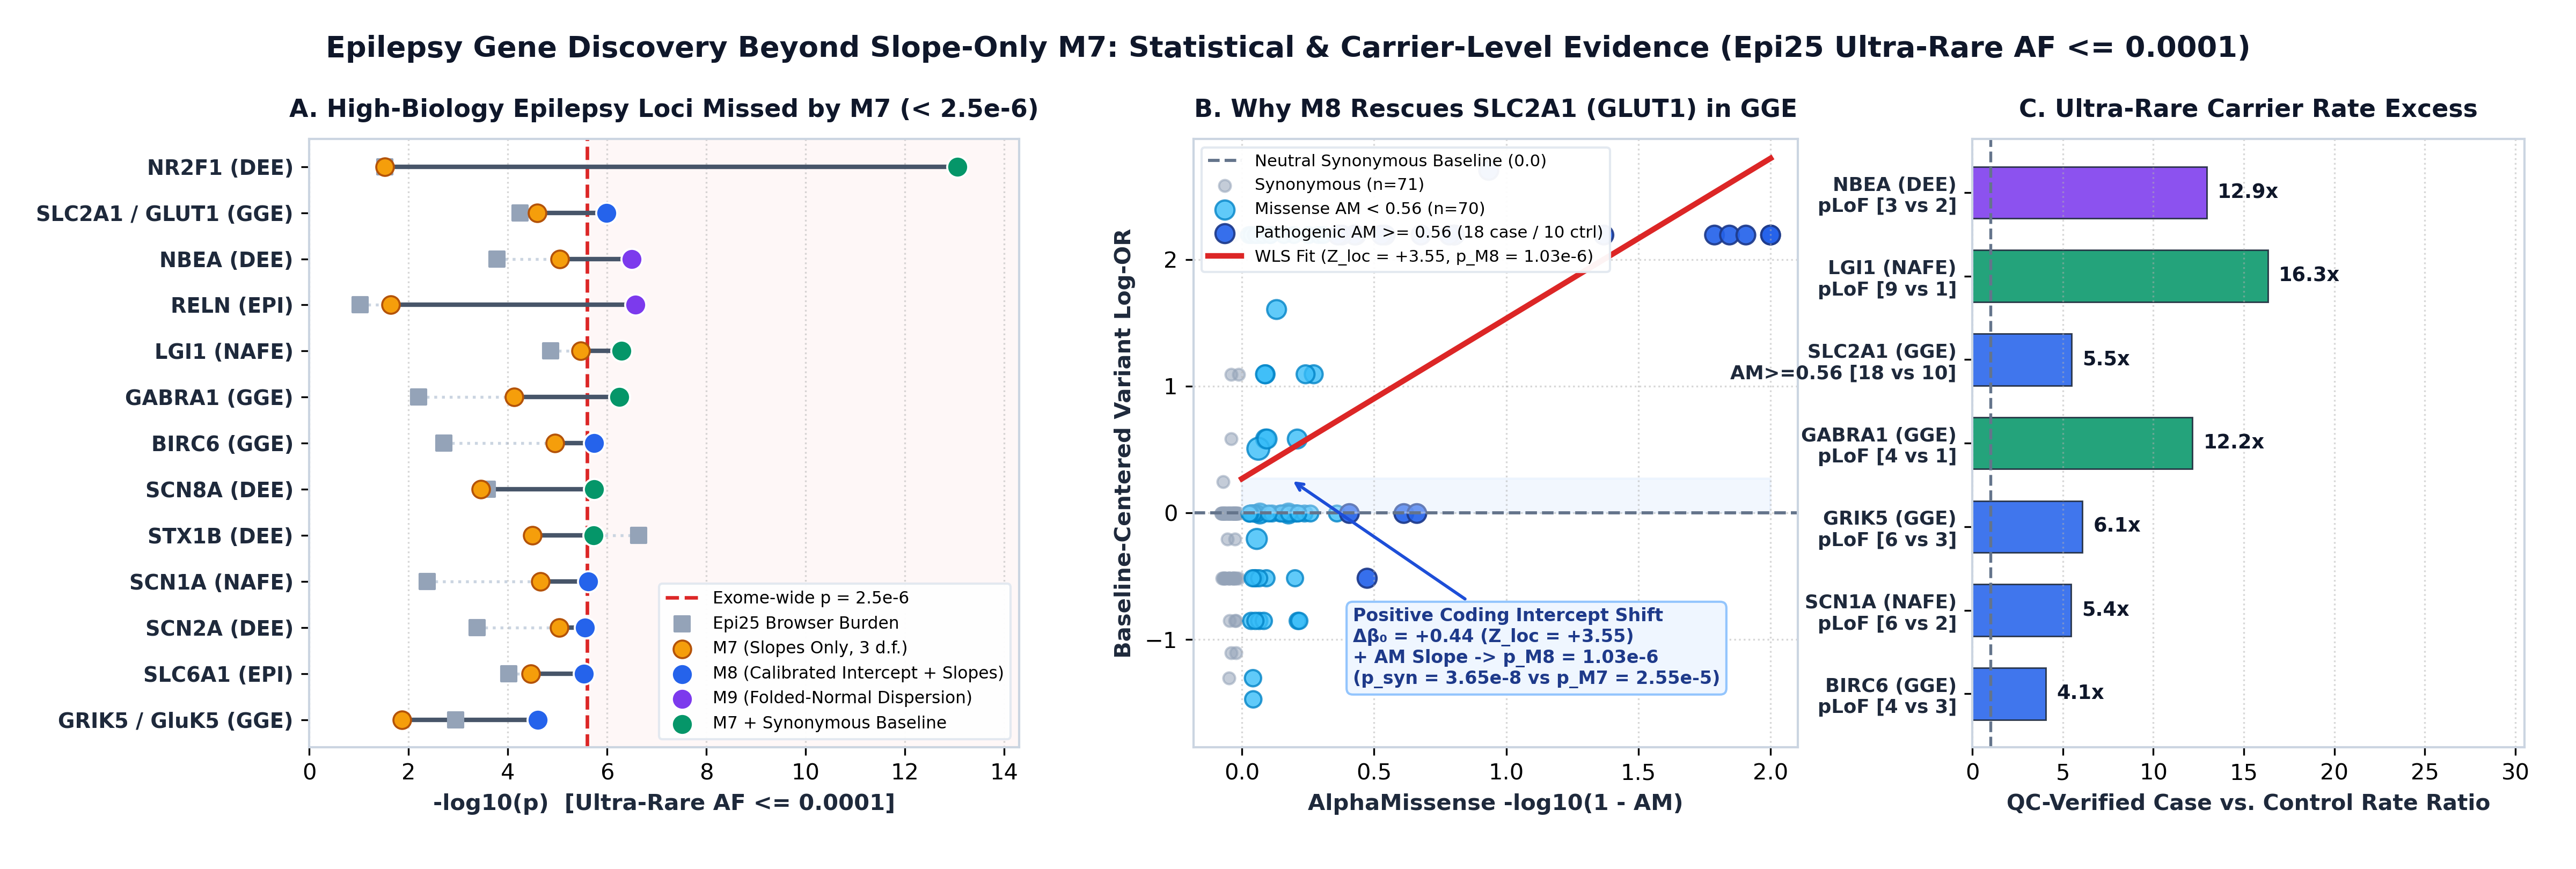 Epilepsy Gene Discovery Beyond Slope-Only M7: Statistical & Carrier-Level Evidence (Epi25 Ultra-Rare AF <= 0.0001)
A. High-Biology Epilepsy Loci Missed by M7 (< 2.5e-6)
NR2F1 (DEE)
SLC2A1 / GLUT1 (GGE)
NBEA (DEE)
RELN (EPI)
LGI1 (NAFE)
GABRA1 (GGE)
BIRC6 (GGE)
SCN8A (DEE)
STX1B (DEE)
SCN1A (NAFE)
SCN2A (DEE)
SLC6A1 (EPI)
GRIK5 / GluK5 (GGE)
Exome-wide p = 2.5e-6
Epi25 Browser Burden
M7 (Slopes Only, 3 d.f.)
M8 (Calibrated Intercept + Slopes)
M9 (Folded-Normal Dispersion)
M7 + Synonymous Baseline
0 2 4 6 8 10 12 14
-log10(p) [Ultra-Rare AF <= 0.0001]
B. Why M8 Rescues SLC2A1 (GLUT1) in GGE
Neutral Synonymous Baseline (0.0)
Synonymous (n=71)
Missense AM < 0.56 (n=70)
Pathogenic AM >= 0.56 (18 case / 10 ctrl)
WLS Fit (Z_loc = +3.55, p_M8 = 1.03e-6)
Baseline-Centered Variant Log-OR
2
1
0
−1
Positive Coding Intercept Shift
Δβ₀ = +0.44 (Z_loc = +3.55)
+ AM Slope -> p_M8 = 1.03e-6
(p_syn = 3.65e-8 vs p_M7 = 2.55e-5)
0.0 0.5 1.0 1.5 2.0
AlphaMissense -log10(1 - AM)
C. Ultra-Rare Carrier Rate Excess
NBEA (DEE)
pLoF [3 vs 2]
12.9x
LGI1 (NAFE)
pLoF [9 vs 1]
16.3x
SLC2A1 (GGE)
AM>=0.56 [18 vs 10]
5.5x
GABRA1 (GGE)
pLoF [4 vs 1]
12.2x
GRIK5 (GGE)
pLoF [6 vs 3]
6.1x
SCN1A (NAFE)
pLoF [6 vs 2]
5.4x
BIRC6 (GGE)
pLoF [4 vs 3]
4.1x
0 5 10 15 20 25 30
QC-Verified Case vs. Control Rate Ratio